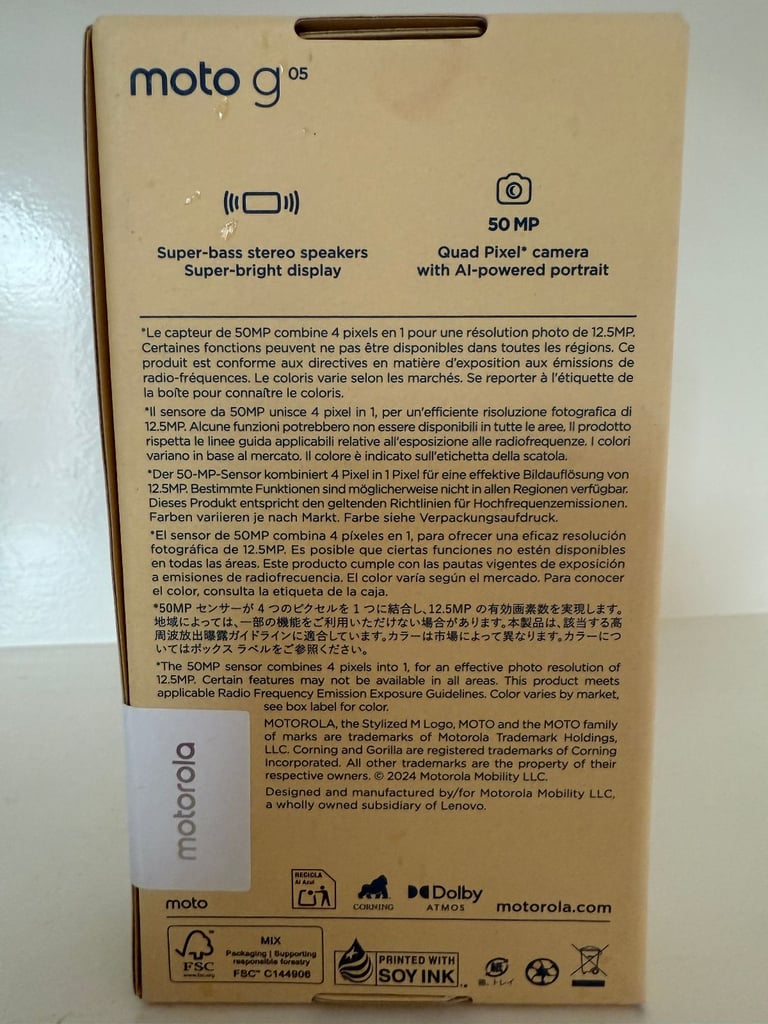 moto g05
50 MP
Super-bass stereo speakers
Super-bright display
Quad Pixel* camera
with AI-powered portrait
*Le capteur de 50MP combine 4 pixels en 1 pour une résolution photo de 12.5MP.
Certaines fonctions peuvent ne pas être disponibles dans toutes les régions. Ce
produit est conforme aux directives en matière d'exposition aux émissions de
radio-fréquences. Le coloris varie selon les marchés. Se reporter à l'étiquette de
la boîte pour connaître le coloris.
*Il sensore da 50MP unisce 4 pixel in 1, per un'efficiente risoluzione fotografica di
12.5MP. Alcune funzioni potrebbero non essere disponibili in tutte le aree. Il prodotto
rispetta le linee guida applicabili relative all'esposizione alle radiofrequenze. I colori
variano in base al mercato. Il colore è indicato sull'etichetta della scatola.
*Der 50-MP-Sensor kombiniert 4 Pixel in 1 Pixel für eine effektive Bildauflösung von
12.5MP. Bestimmte Funktionen sind möglicherweise nicht in allen Regionen verfügbar.
Dieses Produkt entspricht den geltenden Richtlinien für Hochfrequenzemissionen.
Farben variieren je nach Markt. Farbe siehe Verpackungsaufdruck.
*El sensor de 50MP combina 4 píxeles en 1, para ofrecer una eficaz resolución
fotográfica de 12.5MP. Es posible que ciertas funciones no estén disponibles
en todas las áreas. Este producto cumple con las pautas vigentes de exposición
a emisiones de radiofrecuencia. El color varía según el mercado. Para conocer
el color, consulta la etiqueta de la caja.
*50MP センサーが 4 つのピクセルを 1 つに結合し、12.5MP の有効画素数を実現します。
地域によっては、一部の機能をご利用いただけない場合があります。本製品は、該当する高
周波放出曝露ガイドラインに適合しています。カラーは市場によって異なります。カラーにつ
いてはボックス ラベルをご参照ください。
*The 50MP sensor combines 4 pixels into 1, for an effective photo resolution of
12.5MP. Certain features may not be available in all areas. This product meets
applicable Radio Frequency Emission Exposure Guidelines. Color varies by market,
see box label for color.
MOTOROLA, the Stylized M Logo, MOTO and the MOTO family
of marks are trademarks of Motorola Trademark Holdings,
LLC. Corning and Gorilla are registered trademarks of Corning
Incorporated. All other trademarks are the property of their
respective owners. © 2024 Motorola Mobility LLC.
Designed and manufactured by/for Motorola Mobility LLC,
a wholly owned subsidiary of Lenovo.
motorola
moto
RECICLA
Al Azul
CORNING
Dolby
ATMOS
motorola.com
FSC
www.fsc.org
MIX
Packaging | Supporting
responsible forestry
FSC™ C144906
PRINTED WITH
SOY INK™
紙
箱、トレイ